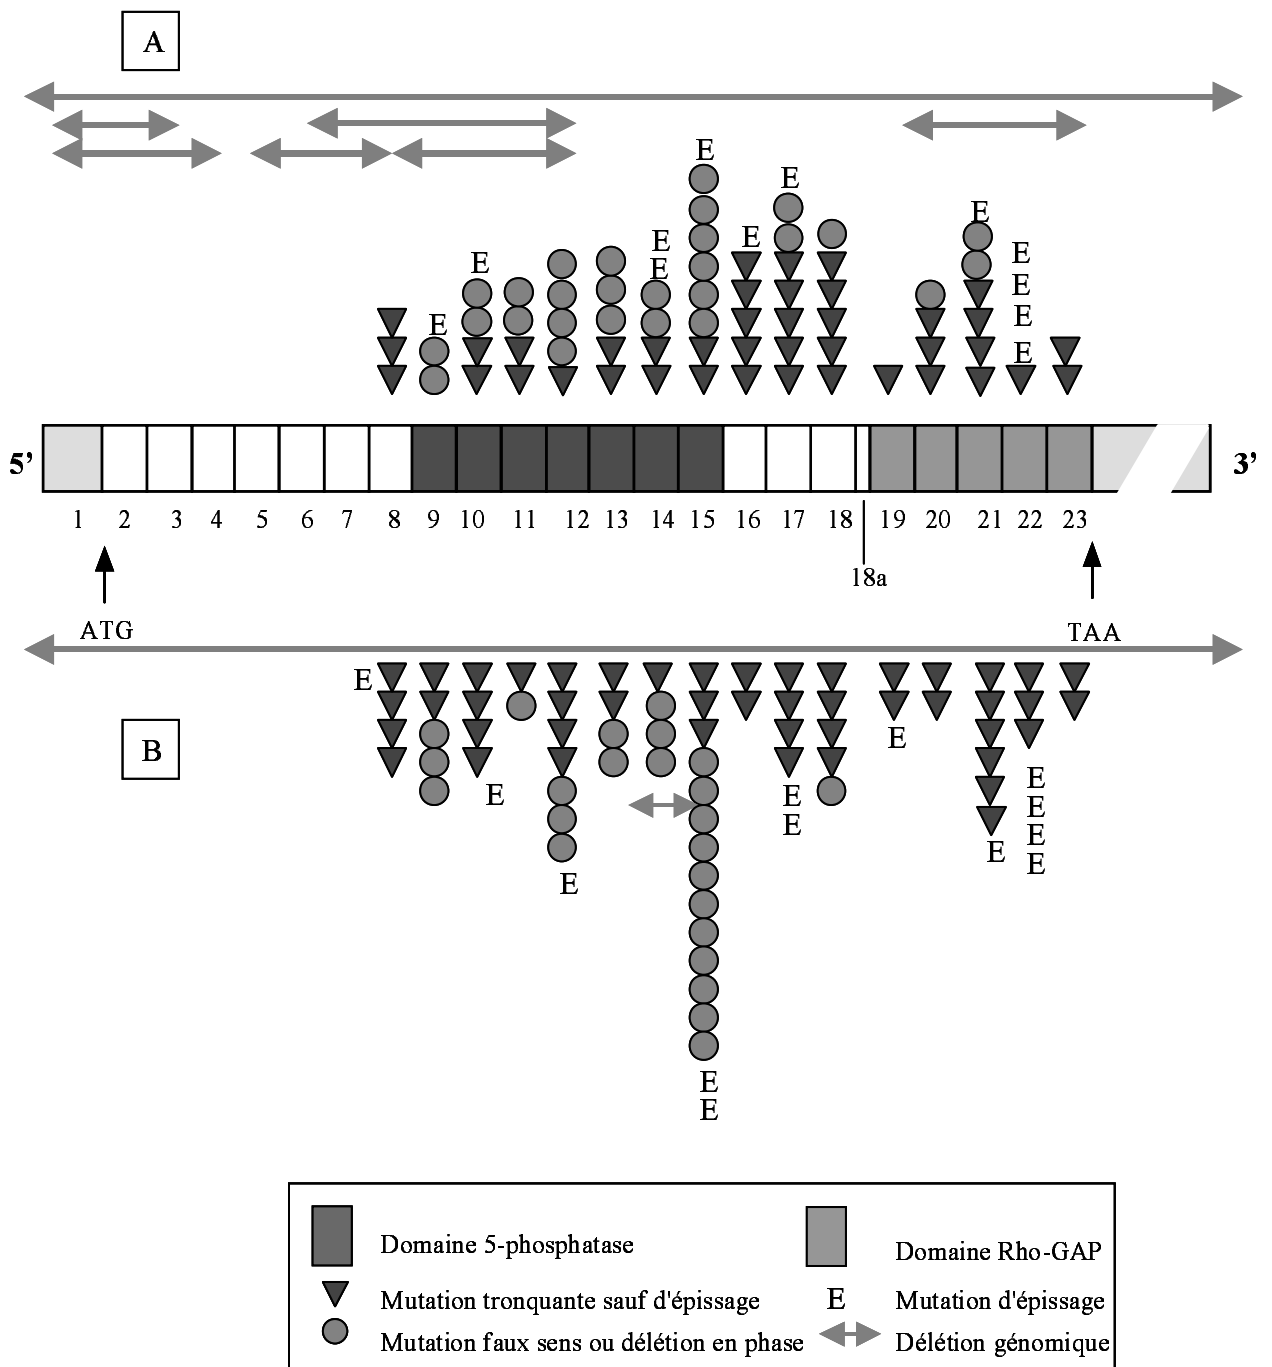 A
E
E
E
E
E
E
E
E
E
E
E
E
E
E
5’ 3’
1 2 3 4 5 6 7 8 9 10 11 12 13 14 15 16 17 18 19 20 21 22 23
18a
ATG TAA
E
B
E
E
E
E
E
E
E
E
E
E
E
E
E
Domaine 5-phosphatase
Domaine Rho-GAP
Mutation tronquante sauf d'épissage
E Mutation d'épissage
Mutation faux sens ou délétion en phase
Délétion génomique